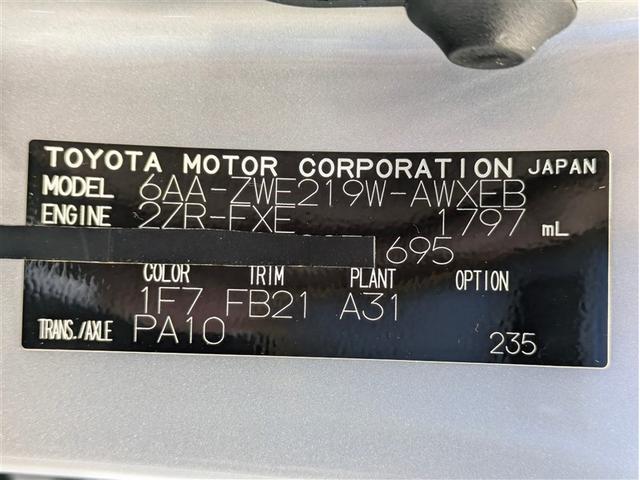 TOYOTA MOTOR CORPORATION JAPAN
MODEL 6AA-ZWE219W-AWXEB
ENGINE 2ZR-FXE 1797 mL
695
COLOR TRIM PLANT OPTION
1F7 FB21 A31
TRANS./AXLE PA10
235